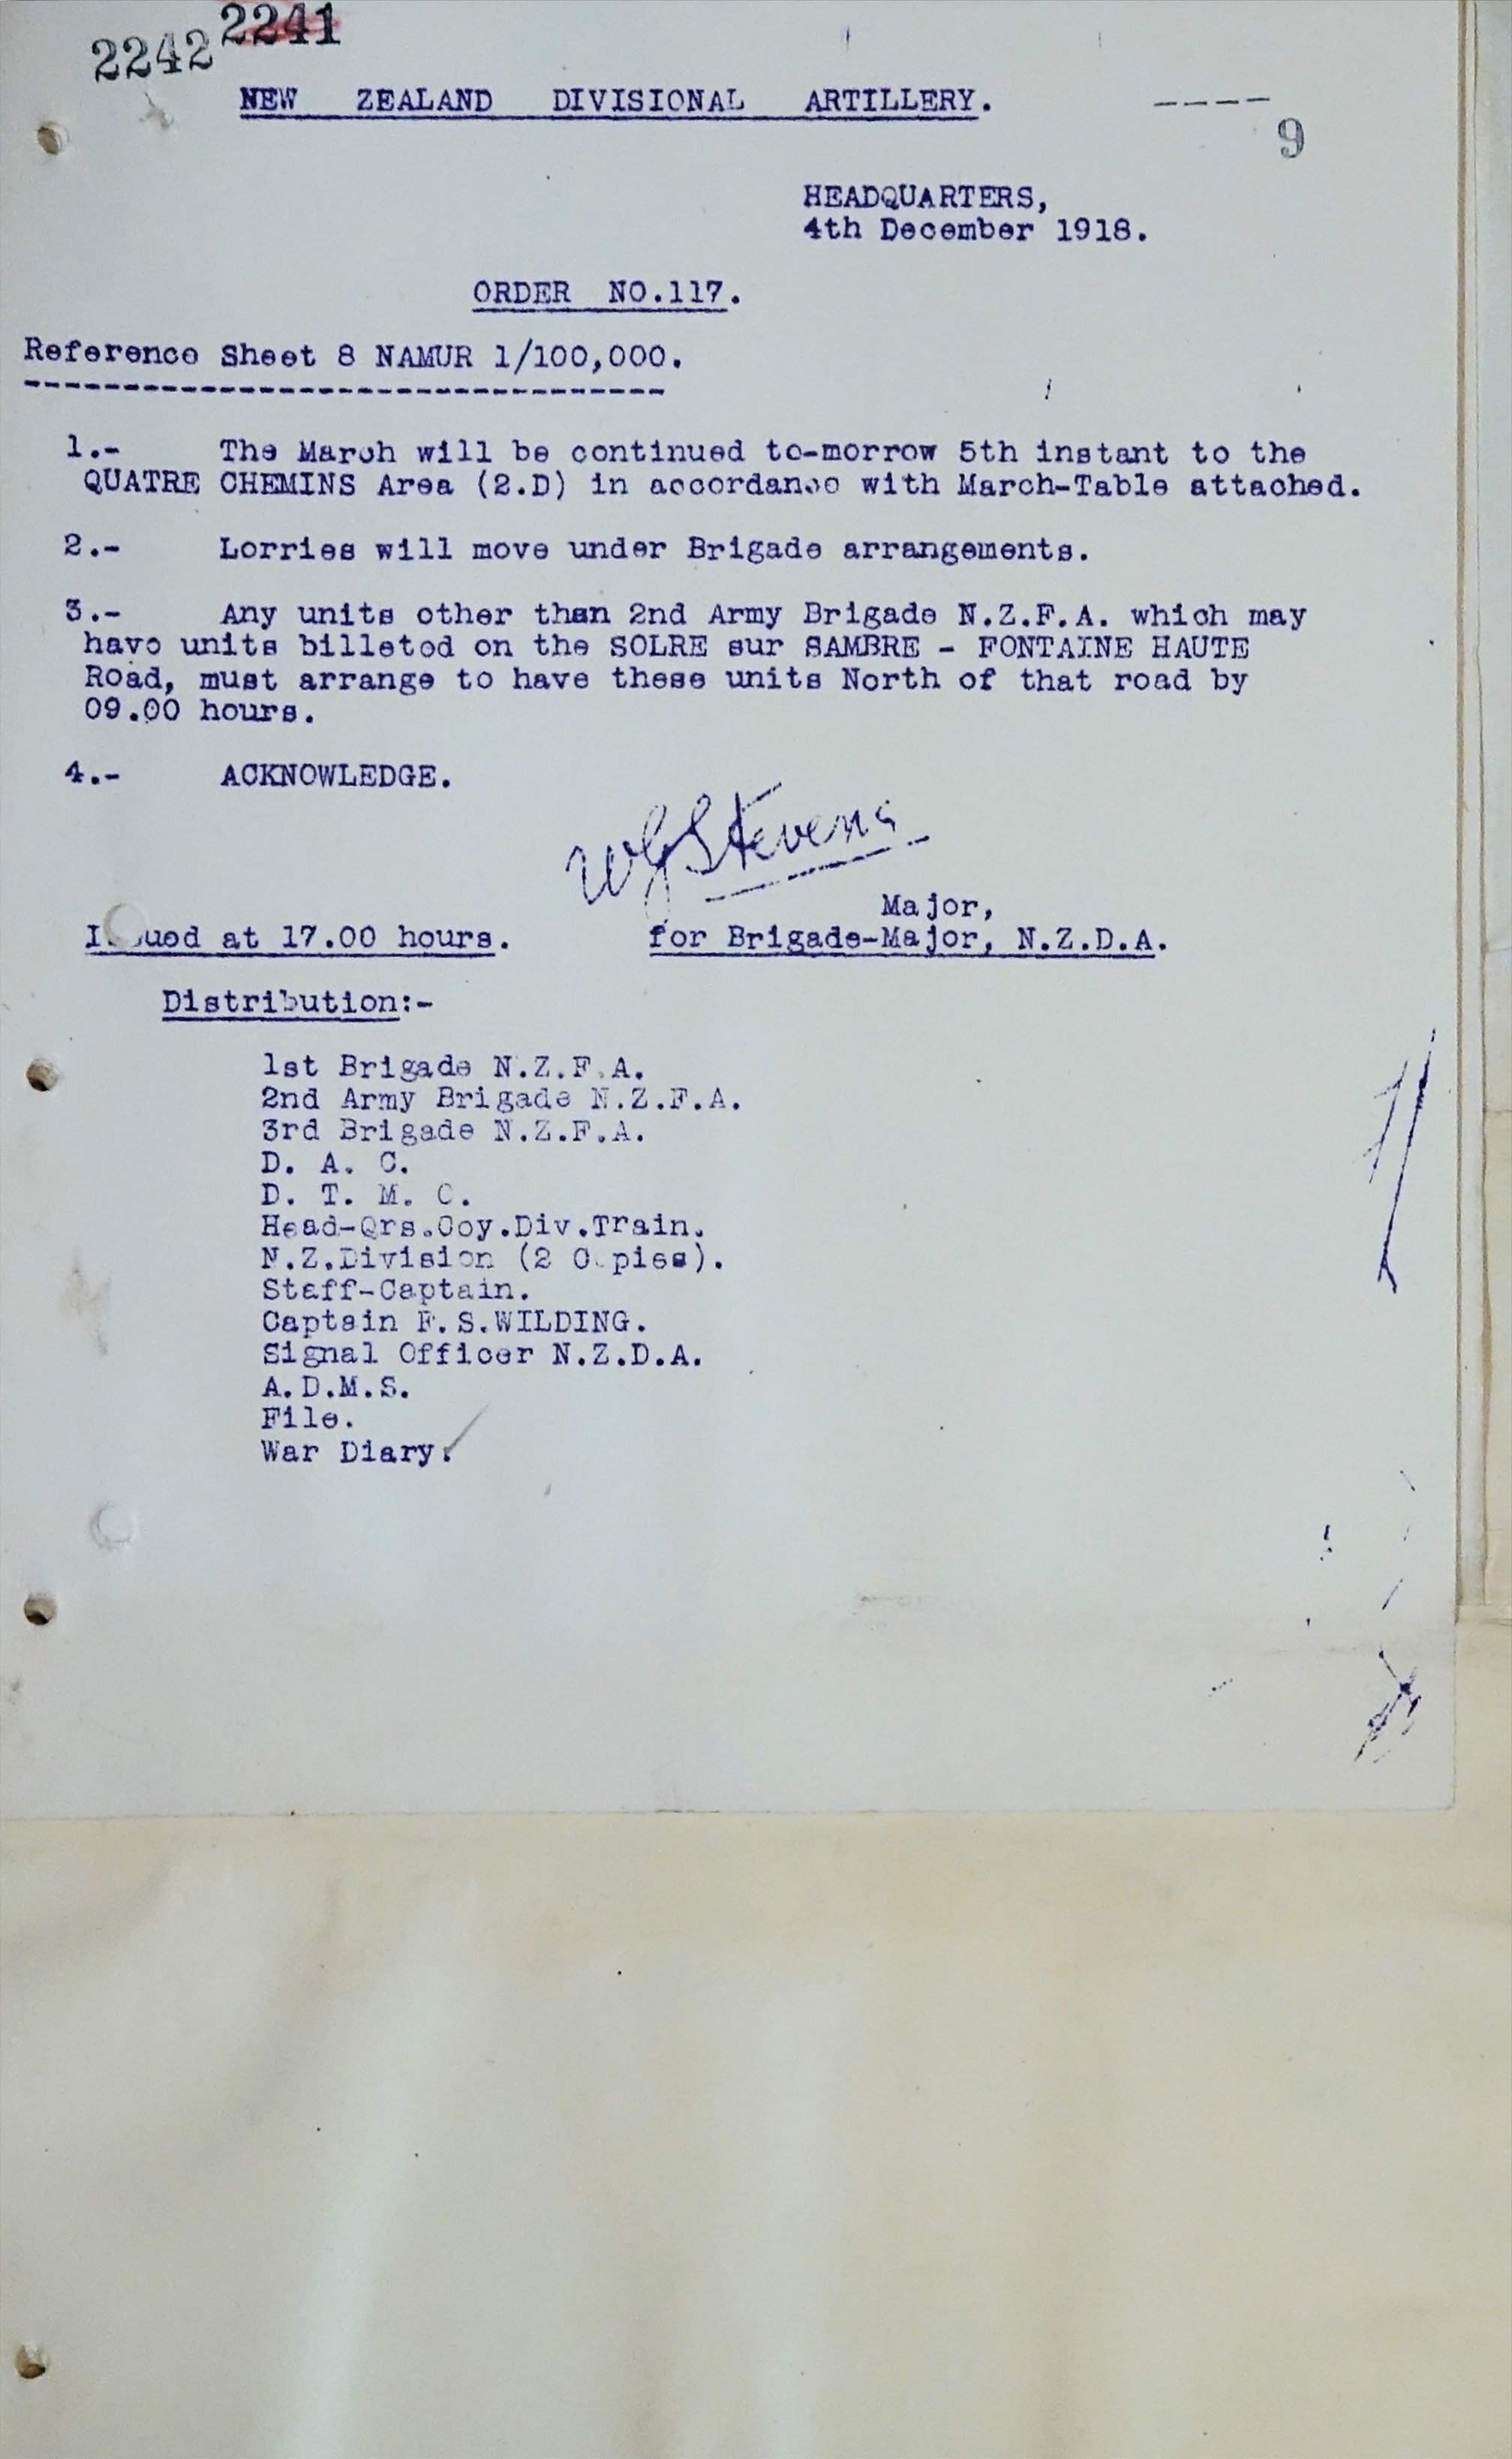 2242 2241
NEW ZEALAND DIVISIONAL ARTILLERY.
9
HEADQUARTERS,
4th December 1918.
ORDER NO.117.
Reference Sheet 8 NAMUR 1/100,000.
1.- The March will be continued to-morrow 5th instant to the
QUATRE CHEMINS Area (2.D) in accordance with March-Table attached.
2.- Lorries will move under Brigade arrangements.
3.- Any units other than 2nd Army Brigade N.Z.F.A. which may
have units billeted on the SOLRE sur SAMBRE - FONTAINE HAUTE
Road, must arrange to have these units North of that road by
09.00 hours.
4.- ACKNOWLEDGE.
WG Stevens
Major,
Issued at 17.00 hours. for Brigade-Major, N.Z.D.A.
Distribution:-
1st Brigade N.Z.F.A.
2nd Army Brigade N.Z.F.A.
3rd Brigade N.Z.F.A.
D. A. C.
D. T. M. C.
Head-Qrs.Coy.Div.Train.
N.Z.Division (2 Copies).
Staff-Captain.
Captain F.S.WILDING.
Signal Officer N.Z.D.A.
A.D.M.S.
File.
War Diary.